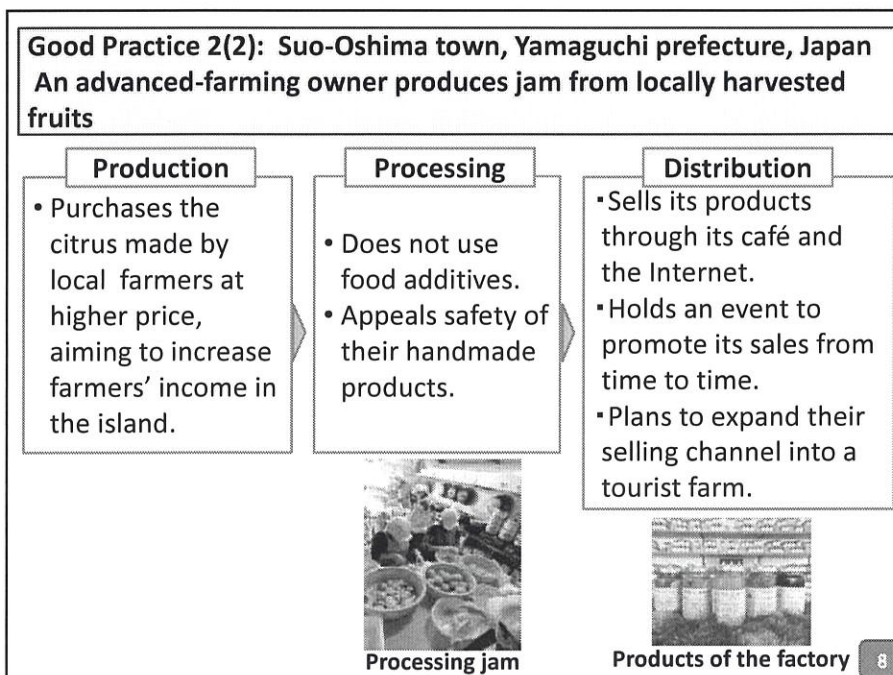 Good Practice 2(2): Suo-Oshima town, Yamaguchi prefecture, Japan
An advanced-farming owner produces jam from locally harvested
fruits
Production
• Purchases the
citrus made by
local farmers at
higher price,
aiming to increase
farmers' income in
the island.
Processing
• Does not use
food additives.
• Appeals safety of
their handmade
products.
Processing jam
Distribution
▪Sells its products
through its café and
the Internet.
▪Holds an event to
promote its sales from
time to time.
▪Plans to expand their
selling channel into a
tourist farm.
Products of the factory
8